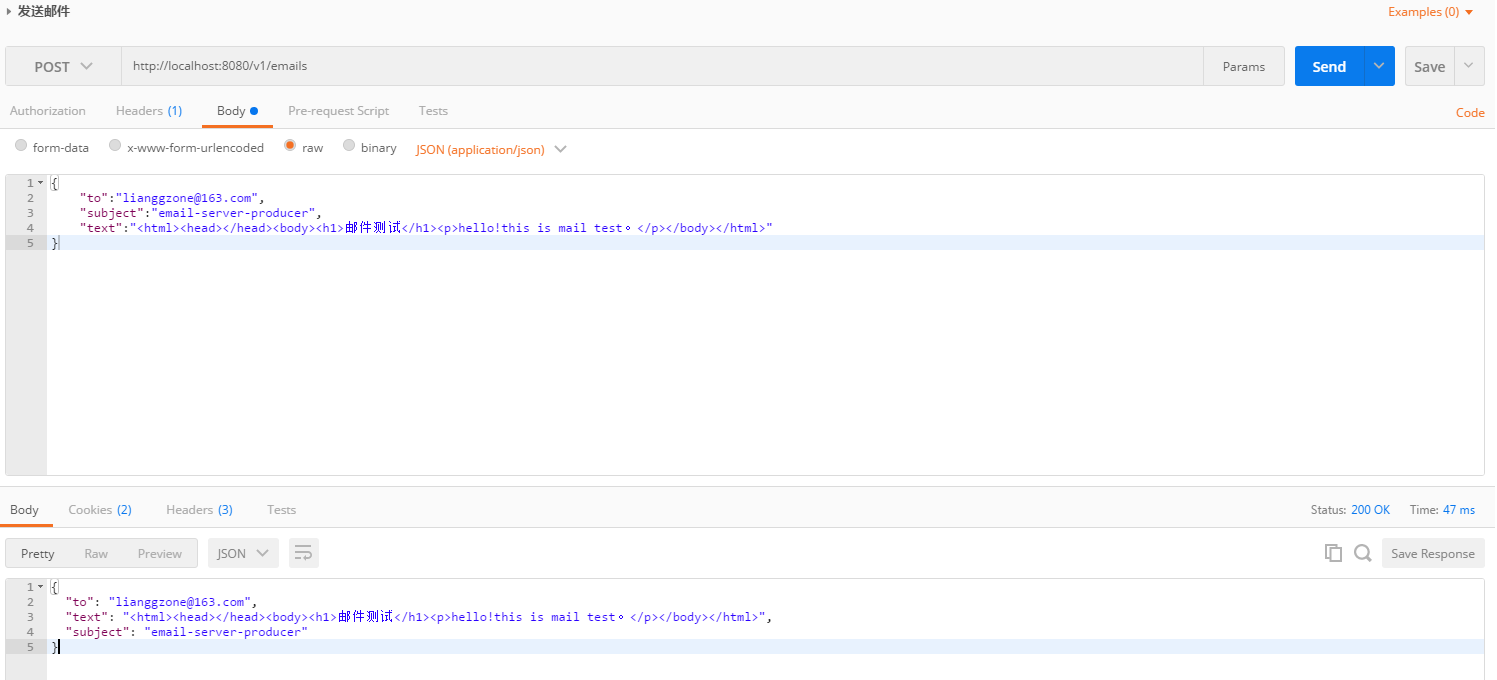 发送邮件
Examples (0)
POST http://localhost:8080/v1/emails Params Send Save
Authorization Headers (1) Body Pre-request Script Tests Code
form-data x-www-form-urlencoded raw binary JSON (application/json)
1 {
2 "to":"lianggzone@163.com",
3 "subject":"email-server-producer",
4 "text":"<html><head></head><body><h1>邮件测试</h1><p>hello!this is mail test。</p></body></html>"
5 }
Body Cookies (2) Headers (3) Tests Status: 200 OK Time: 47 ms
Pretty Raw Preview JSON Save Response
1 {
2 "to": "lianggzone@163.com",
3 "text": "<html><head></head><body><h1>邮件测试</h1><p>hello!this is mail test。</p></body></html>",
4 "subject": "email-server-producer"
5 }